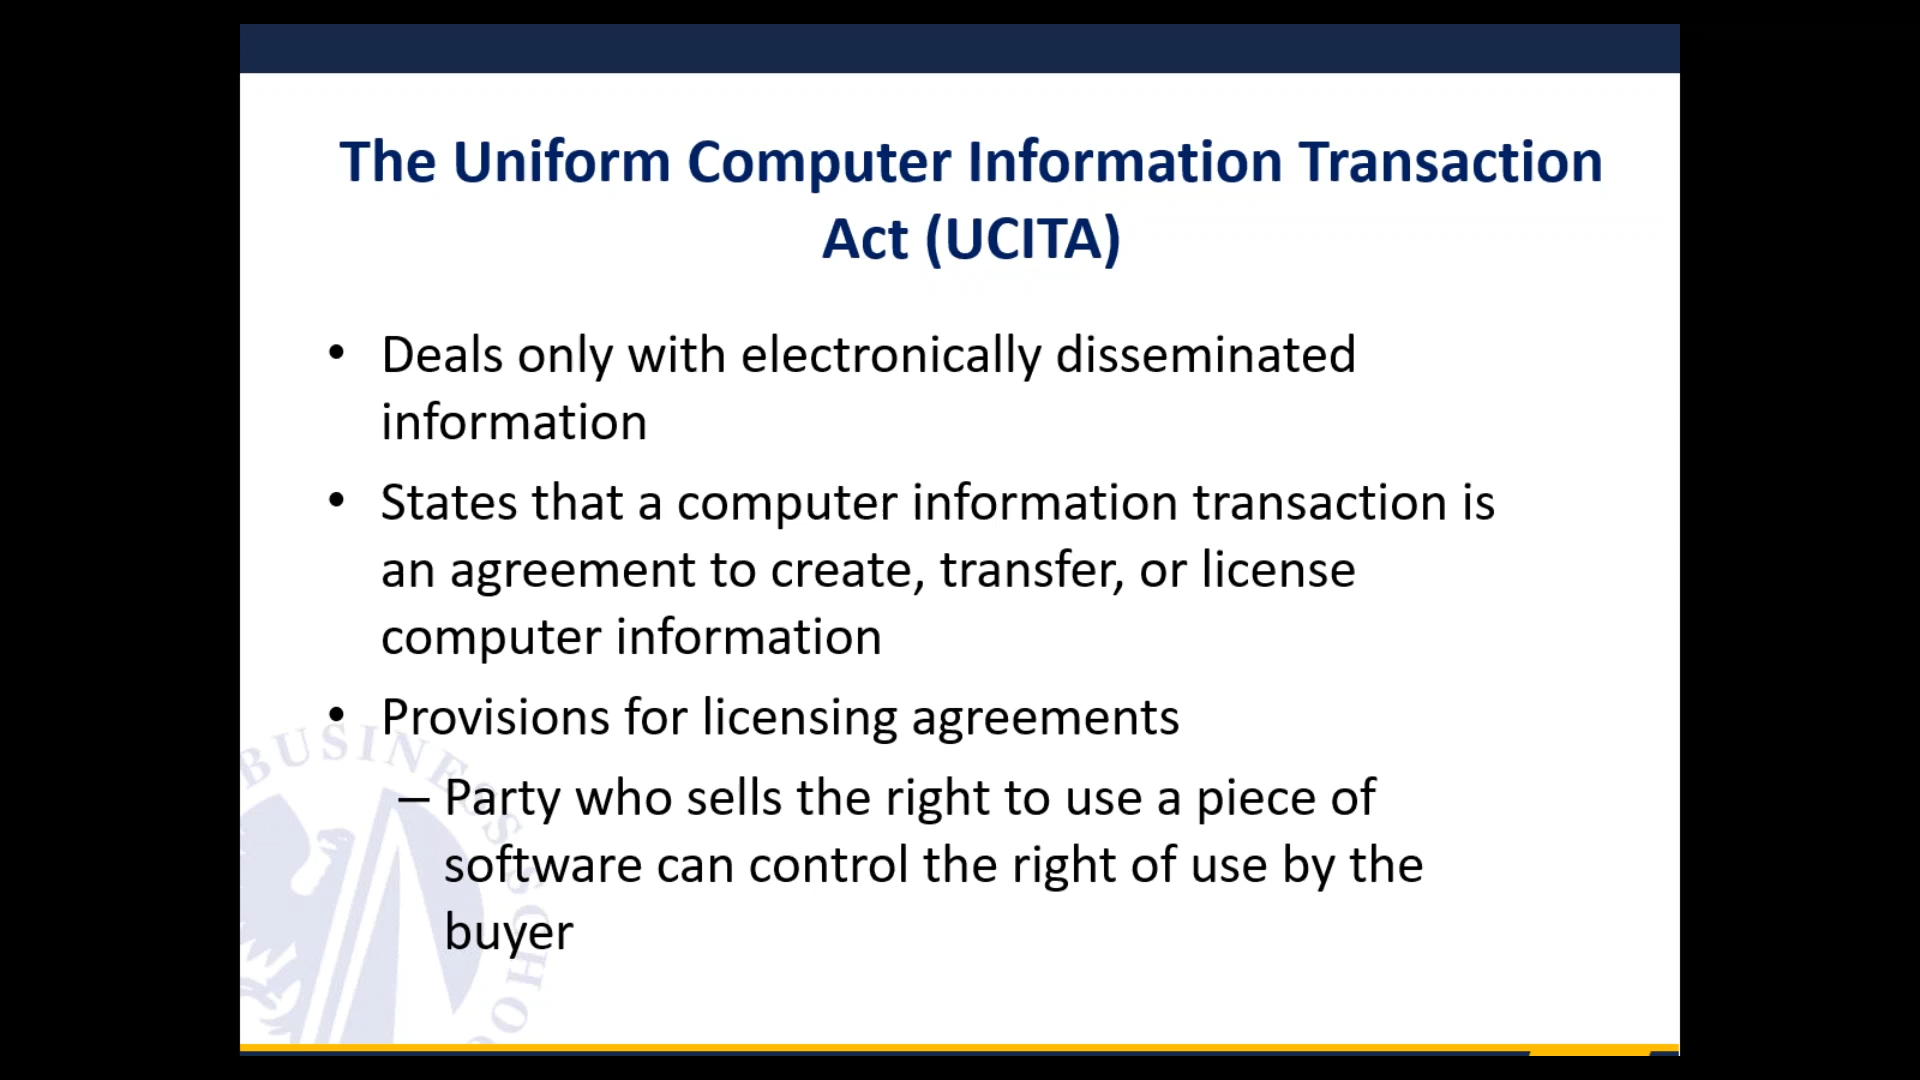 The Uniform Computer Information Transaction
Act (UCITA)
• Deals only with electronically disseminated
information
• States that a computer information transaction is
an agreement to create, transfer, or license
computer information
• Provisions for licensing agreements
– Party who sells the right to use a piece of
software can control the right of use by the
buyer
BUSINESS SCHOO